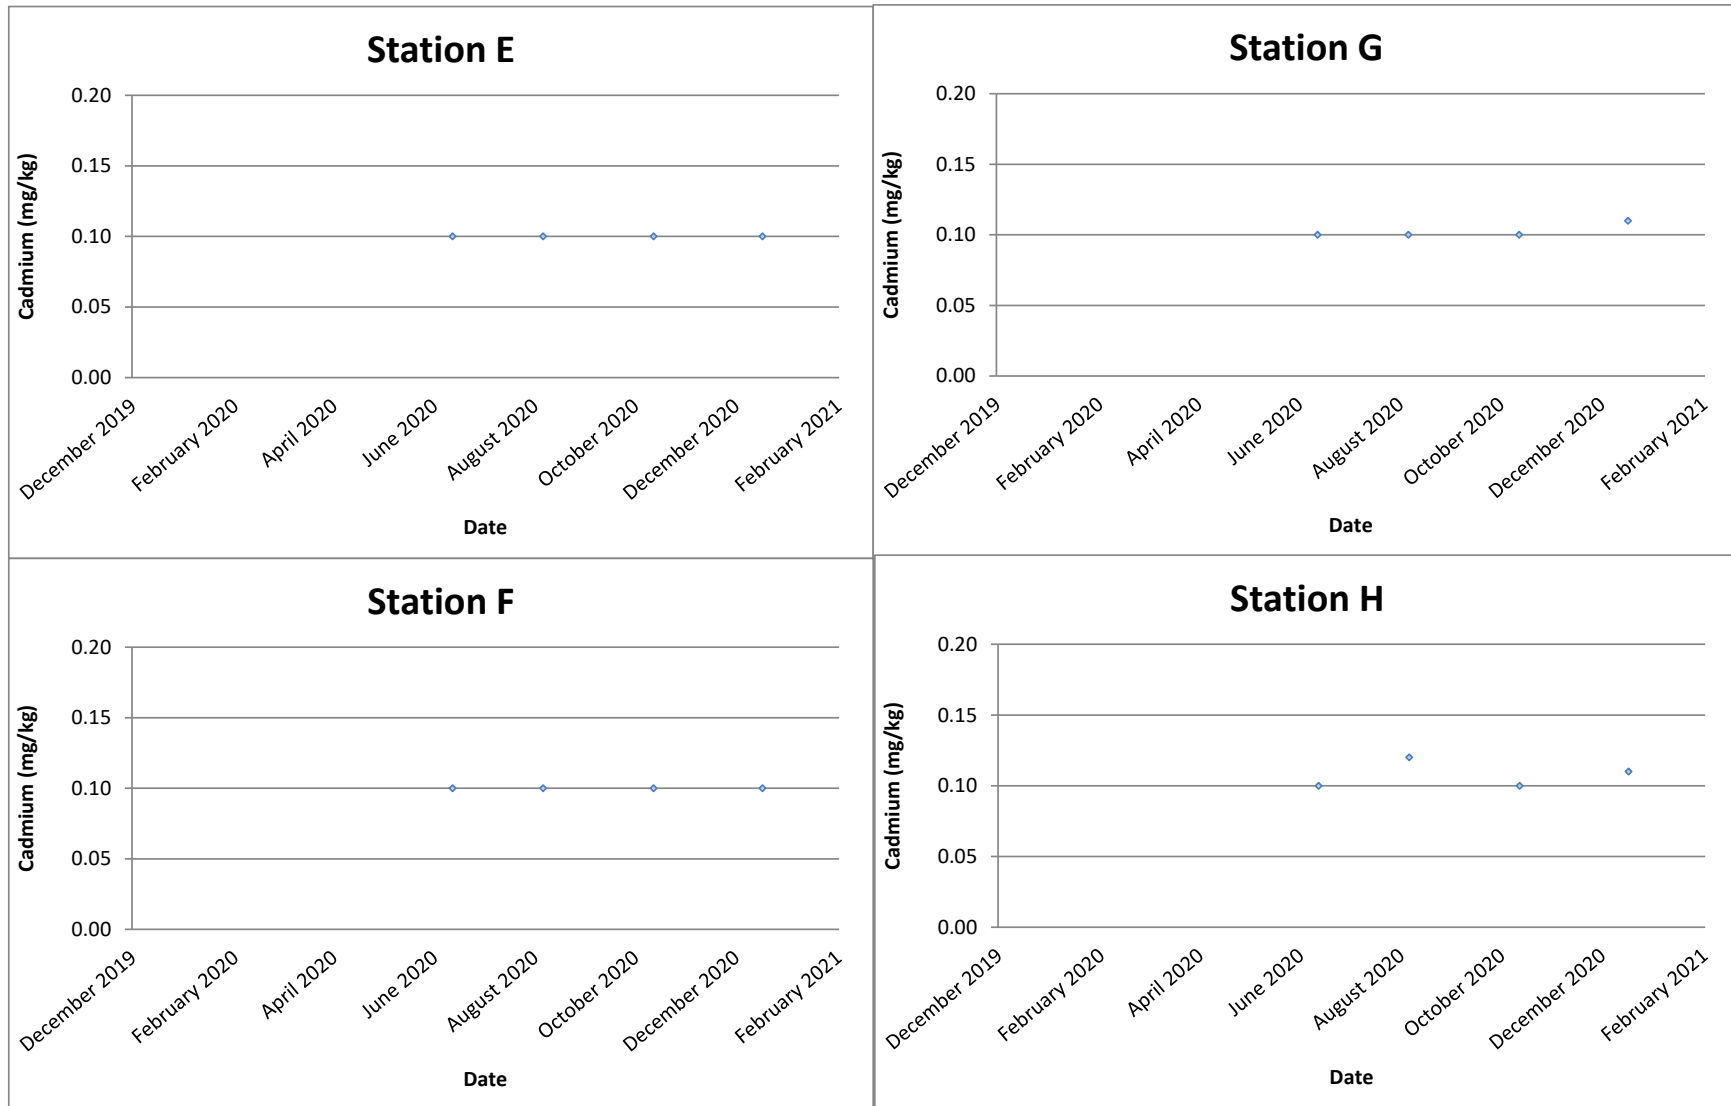 Station E
0.20
0.15
0.10
0.05
0.00
Cadmium (mg/kg)
December 2019
February 2020
April 2020
June 2020
August 2020
October 2020
December 2020
February 2021
Date
Station G
0.20
0.15
0.10
0.05
0.00
Cadmium (mg/kg)
December 2019
February 2020
April 2020
June 2020
August 2020
October 2020
December 2020
February 2021
Date
Station F
0.20
0.15
0.10
0.05
0.00
Cadmium (mg/kg)
December 2019
February 2020
April 2020
June 2020
August 2020
October 2020
December 2020
February 2021
Date
Station H
0.20
0.15
0.10
0.05
0.00
Cadmium (mg/kg)
December 2019
February 2020
April 2020
June 2020
August 2020
October 2020
December 2020
February 2021
Date